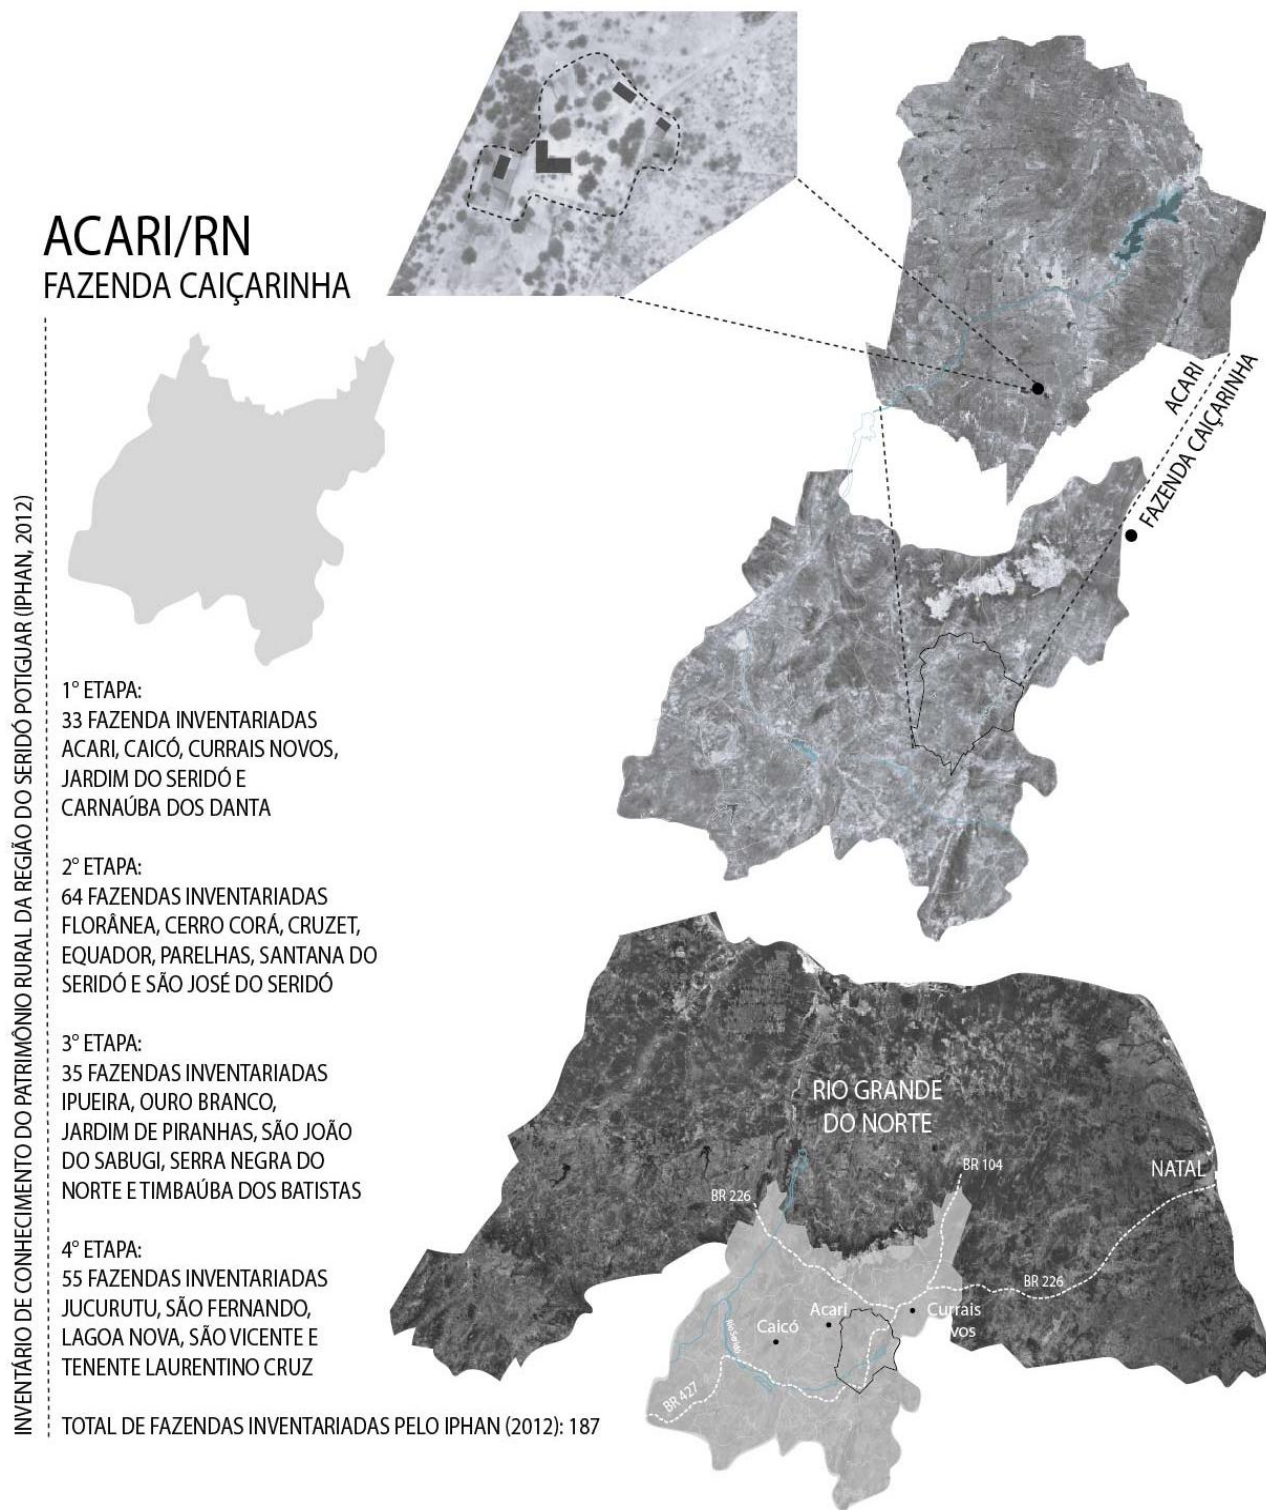 ACARI/RN
FAZENDA CAIÇARINHA
INVENTÁRIO DE CONHECIMENTO DO PATRIMÔNIO RURAL DA REGIÃO DO SERIDÓ POTIGUAR (IPHAN, 2012)
1° ETAPA:
33 FAZENDA INVENTARIADAS
ACARI, CAICÓ, CURRAIS NOVOS,
JARDIM DO SERIDÓ E
CARNAÚBA DOS DANTA
2° ETAPA:
64 FAZENDAS INVENTARIADAS
FLORÂNEA, CERRO CORÁ, CRUZET,
EQUADOR, PARELHAS, SANTANA DO
SERIDÓ E SÃO JOSÉ DO SERIDÓ
3° ETAPA:
35 FAZENDAS INVENTARIADAS
IPUEIRA, OURO BRANCO,
JARDIM DE PIRANHAS, SÃO JOÃO
DO SABUGI, SERRA NEGRA DO
NORTE E TIMBAÚBA DOS BATISTAS
4° ETAPA:
55 FAZENDAS INVENTARIADAS
JUCURUTU, SÃO FERNANDO,
LAGOA NOVA, SÃO VICENTE E
TENENTE LAURENTINO CRUZ
TOTAL DE FAZENDAS INVENTARIADAS PELO IPHAN (2012): 187
ACARI
FAZENDA CAIÇARINHA
RIO GRANDE
DO NORTE
NATAL
BR 104
BR 226
BR 226
Acari
Currais
Caicó
Rio Seridó
BR 427